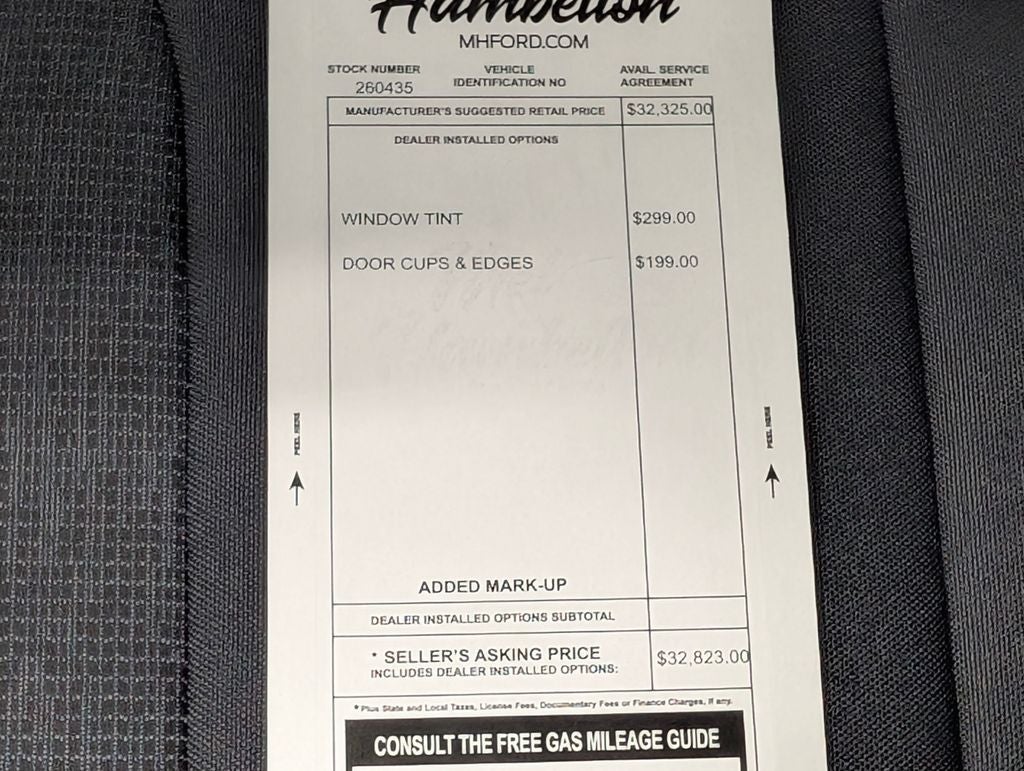 Hambelton
MHFORD.COM
STOCK NUMBER VEHICLE AVAIL. SERVICE
260435 IDENTIFICATION NO AGREEMENT
MANUFACTURER'S SUGGESTED RETAIL PRICE $32,325.00
DEALER INSTALLED OPTIONS
WINDOW TINT $299.00
DOOR CUPS & EDGES $199.00
PEEL HERE PEEL HERE
ADDED MARK-UP
DEALER INSTALLED OPTIONS SUBTOTAL
* SELLER'S ASKING PRICE $32,823.00
INCLUDES DEALER INSTALLED OPTIONS:
* Plus State and Local Taxes, License Fees, Documentary Fees or Finance Charges, If any.
CONSULT THE FREE GAS MILEAGE GUIDE